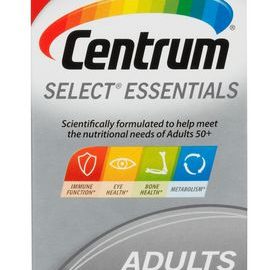 Centrum
SELECT® ESSENTIALS
Scientifically formulated to help meet
the nutritional needs of Adults 50+
IMMUNE FUNCTION^ EYE HEALTH^ BONE HEALTH^ METABOLISM^
ADULTS